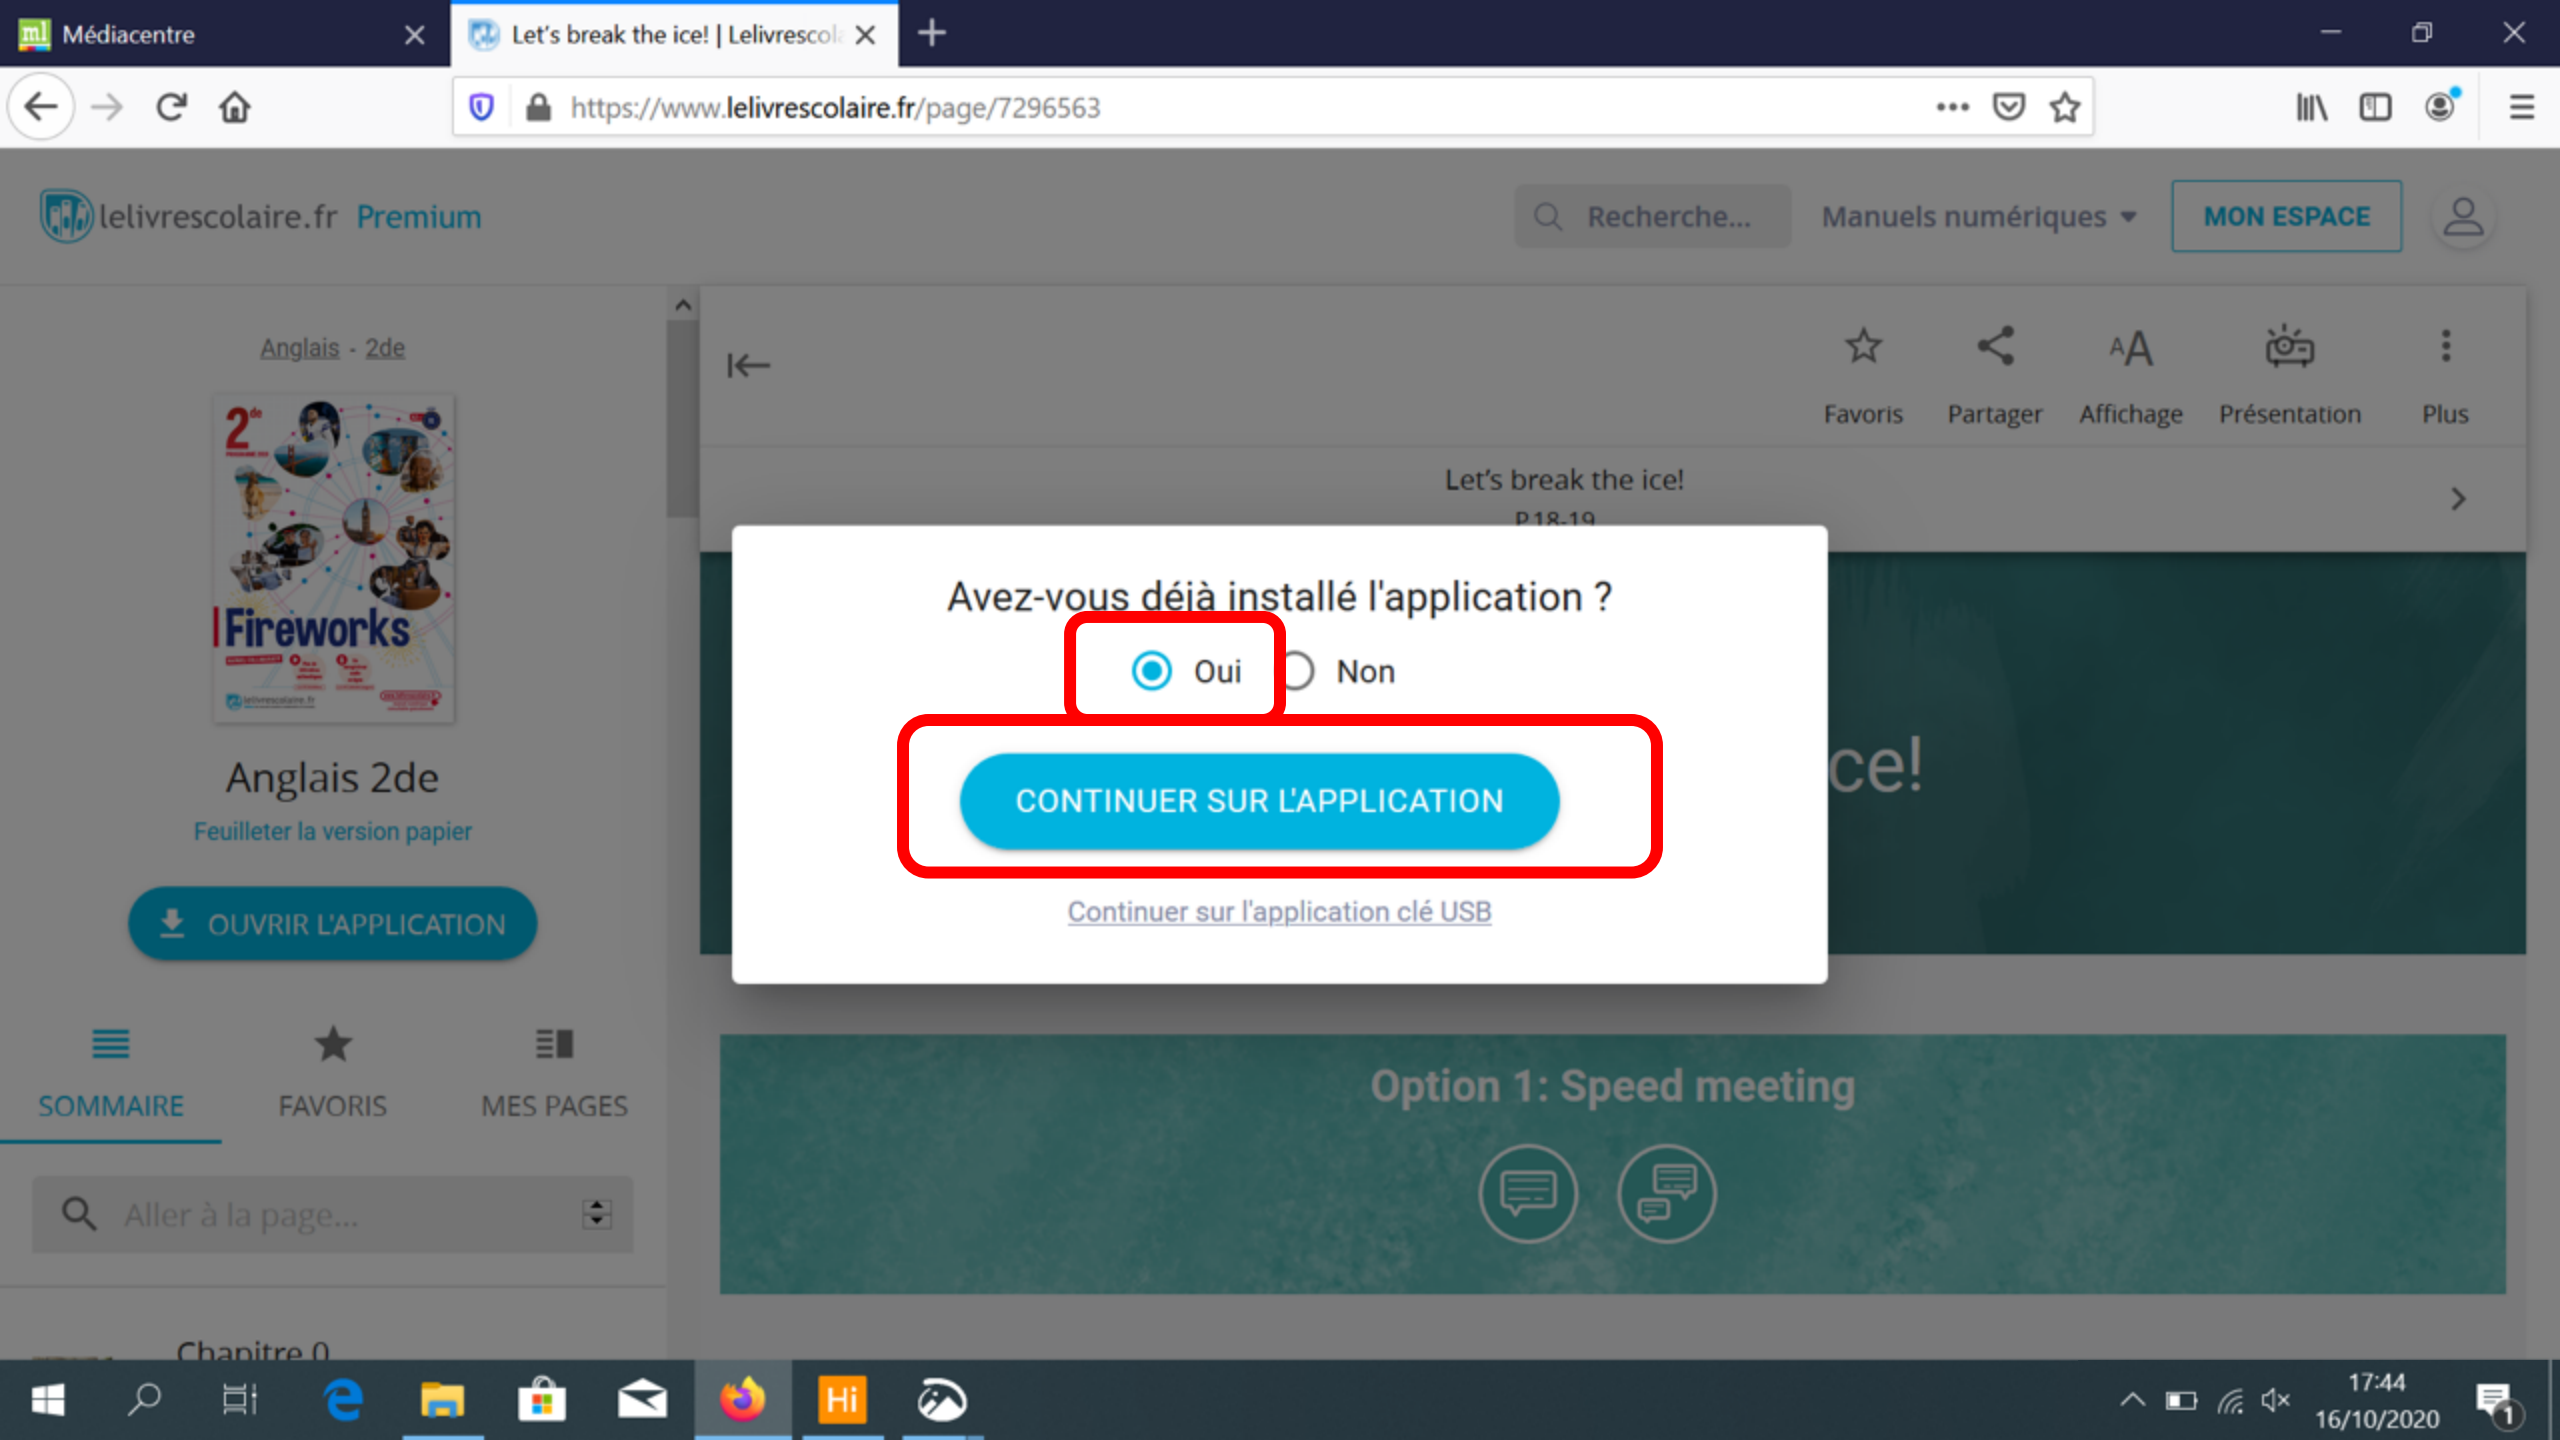 Médiacentre
Let's break the ice! | Lelivrescol
https://www.lelivrescolaire.fr/page/7296563
lelivrescolaire.fr Premium
Recherche...
Manuels numériques
MON ESPACE
Anglais - 2de
2de
Fireworks
lelivrescolaire.fr
Anglais 2de
Feuilleter la version papier
OUVRIR L'APPLICATION
SOMMAIRE
FAVORIS
MES PAGES
Aller à la page...
Chapitre 0
Favoris
Partager
Affichage
Présentation
Plus
Let's break the ice!
P.18-19
ce!
Avez-vous déjà installé l'application ?
Oui
Non
CONTINUER SUR L'APPLICATION
Continuer sur l'application clé USB
Option 1: Speed meeting
Hi
17:44
16/10/2020
1